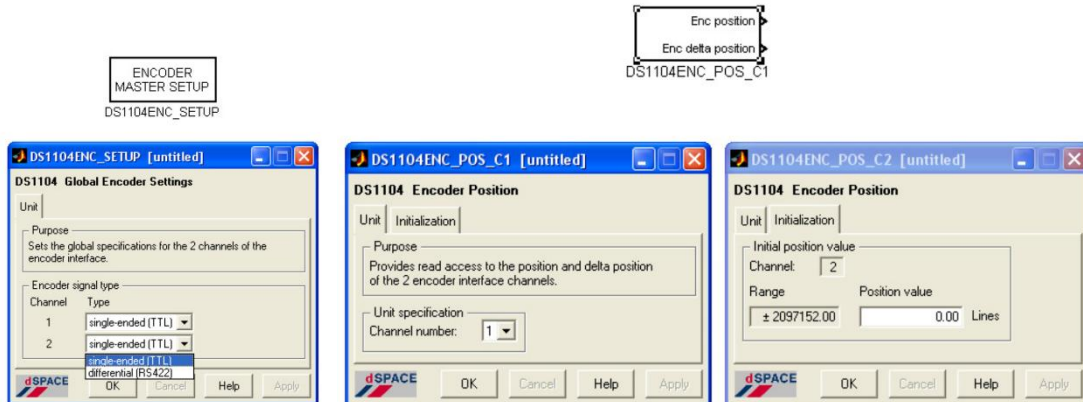 Enc position
Enc delta position
DS1104ENC_POS_C1
ENCODER
MASTER SETUP
DS1104ENC_SETUP
DS1104ENC_SETUP [untitled]
DS1104 Global Encoder Settings
Unit
Purpose
Sets the global specifications for the 2 channels of the
encoder interface.
Encoder signal type
Channel Type
1 single-ended (TTL)
2 single-ended (TTL)
single-ended (TTL)
differential (RS422)
dSPACE OK Cancel Help Apply
DS1104ENC_POS_C1 [untitled]
DS1104 Encoder Position
Unit Initialization
Purpose
Provides read access to the position and delta position
of the 2 encoder interface channels.
Unit specification
Channel number: 1
dSPACE OK Cancel Help Apply
DS1104ENC_POS_C2 [untitled]
DS1104 Encoder Position
Unit Initialization
Initial position value
Channel: 2
Range Position value
± 2097152.00 0.00 Lines
dSPACE OK Cancel Help Apply